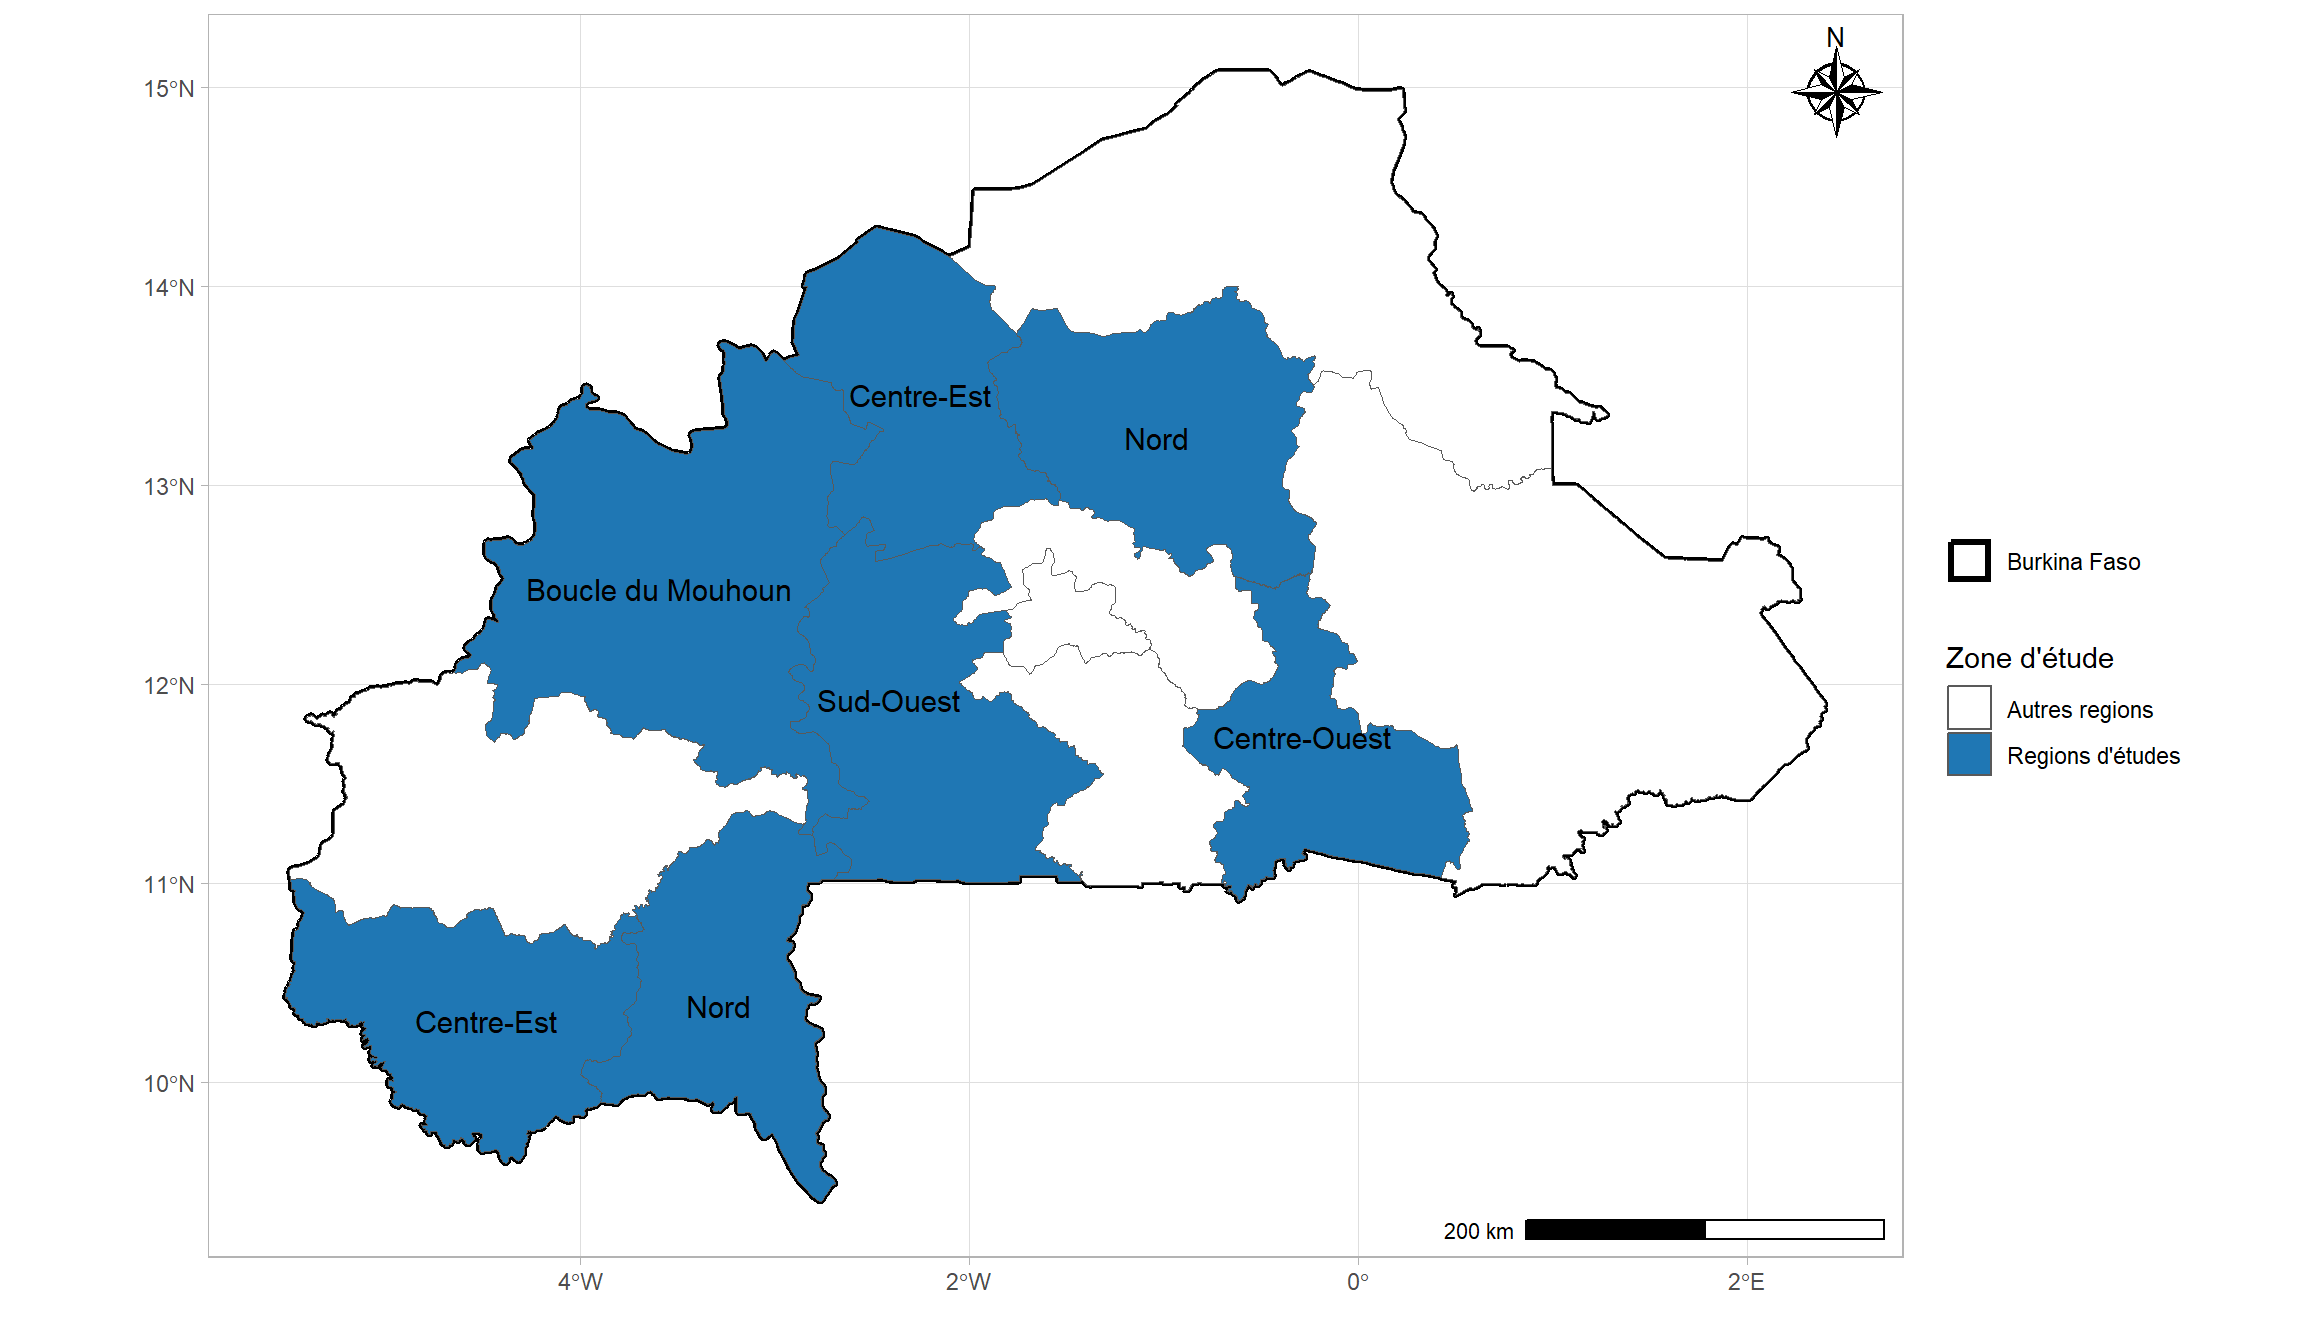 N
15°N
14°N
13°N
12°N
11°N
10°N
Centre-Est
Nord
Boucle du Mouhoun
Sud-Ouest
Centre-Ouest
Centre-Est
Nord
200 km
4°W
2°W
0°
2°E
Burkina Faso
Zone d'étude
Autres regions
Regions d'études